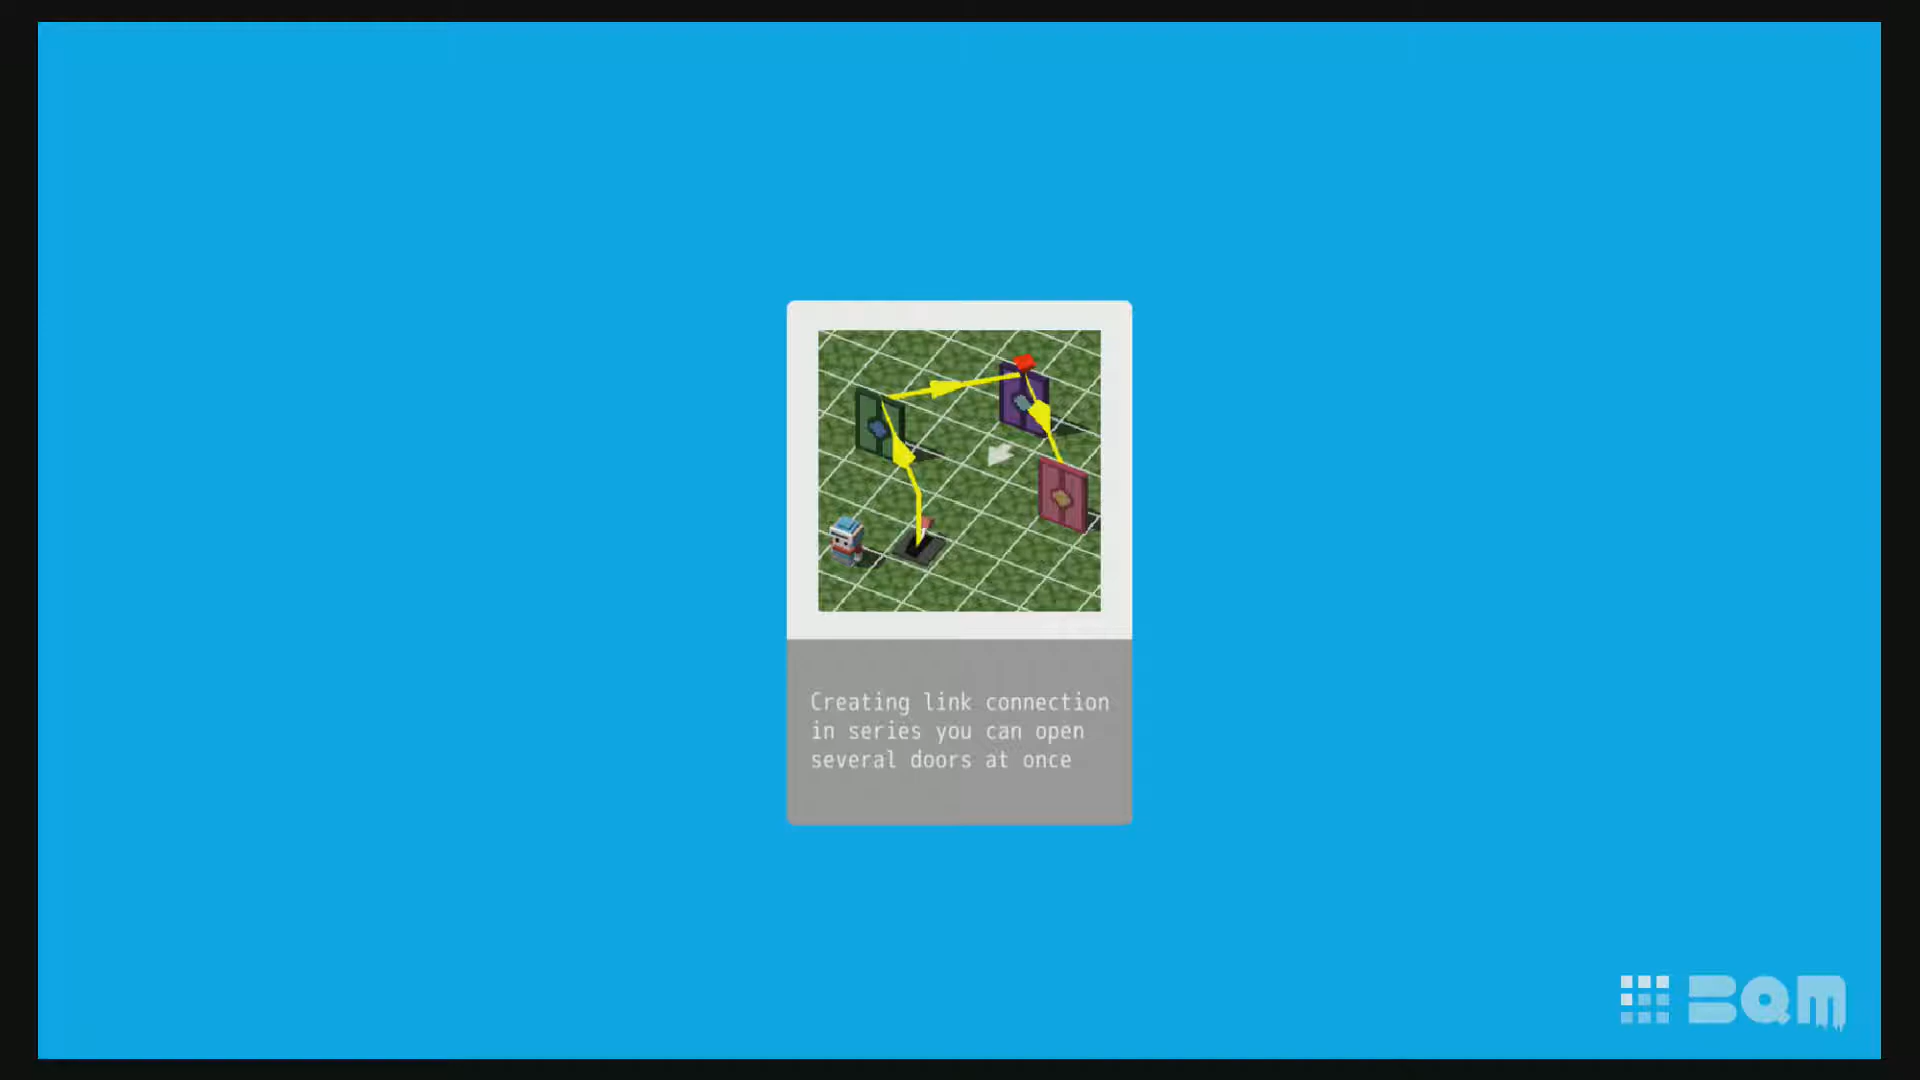 Creating link connection
in series you can open
several doors at once
BQM